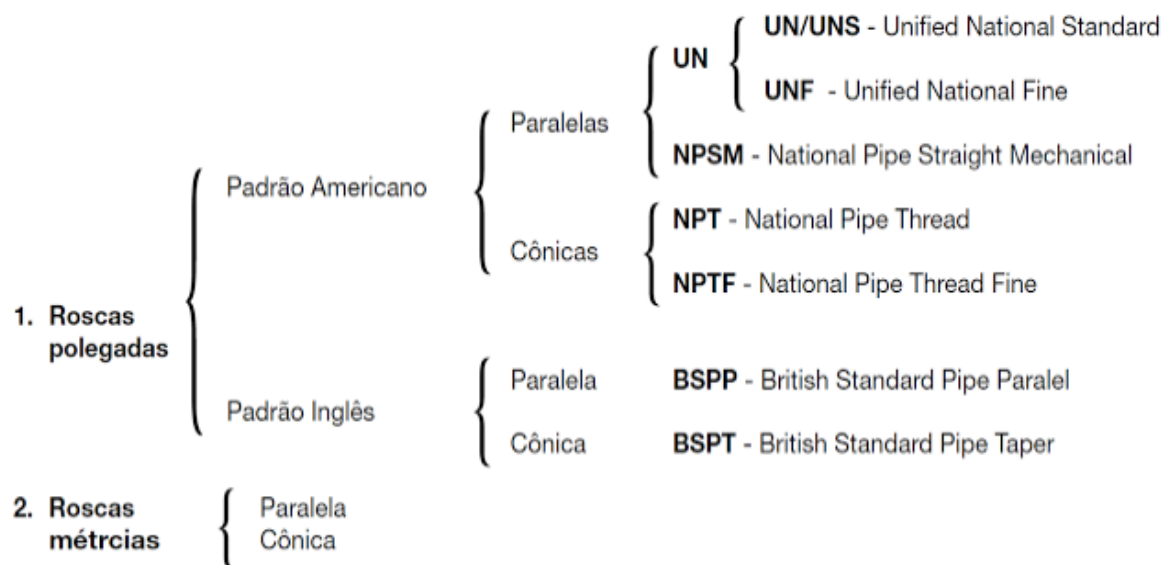 UN/UNS - Unified National Standard
UN
UNF - Unified National Fine
Paralelas
NPSM - National Pipe Straight Mechanical
Padrão Americano
NPT - National Pipe Thread
Cônicas
NPTF - National Pipe Thread Fine
1. Roscas
polegadas
Paralela BSPP - British Standard Pipe Paralel
Padrão Inglês
Cônica BSPT - British Standard Pipe Taper
2. Roscas Paralela
métrcias Cônica